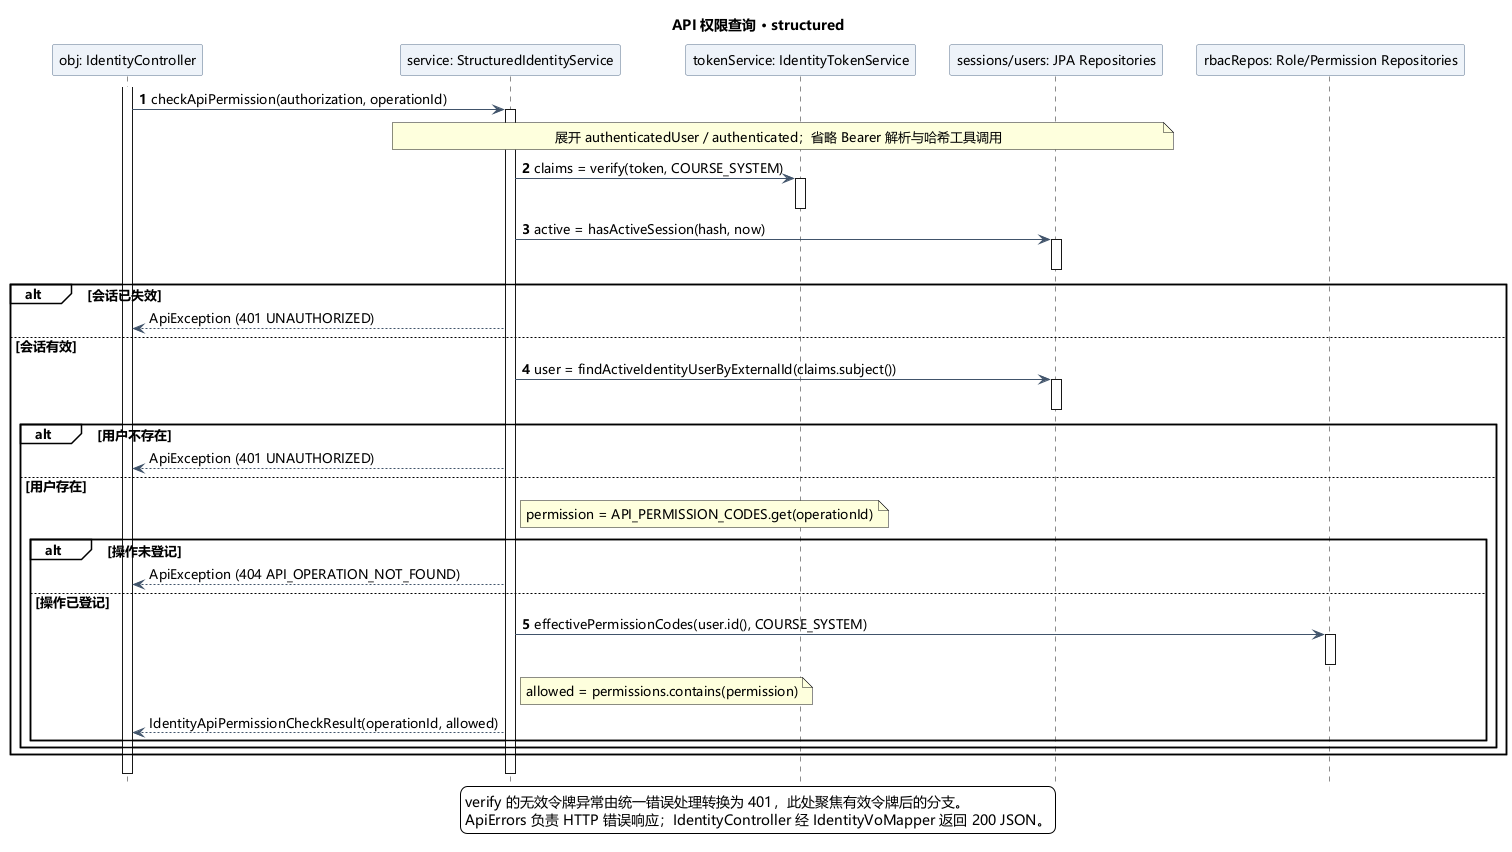 API 权限查询 · structured
obj: IdentityController
service: StructuredIdentityService
tokenService: IdentityTokenService
sessions/users: JPA Repositories
rbacRepos: Role/Permission Repositories
1 checkApiPermission(authorization, operationId)
展开 authenticatedUser / authenticated；省略 Bearer 解析与哈希工具调用
2 claims = verify(token, COURSE_SYSTEM)
3 active = hasActiveSession(hash, now)
alt [会话已失效]
ApiException (401 UNAUTHORIZED)
[会话有效]
4 user = findActiveIdentityUserByExternalId(claims.subject())
alt [用户不存在]
ApiException (401 UNAUTHORIZED)
[用户存在]
permission = API_PERMISSION_CODES.get(operationId)
alt [操作未登记]
ApiException (404 API_OPERATION_NOT_FOUND)
[操作已登记]
5 effectivePermissionCodes(user.id(), COURSE_SYSTEM)
allowed = permissions.contains(permission)
IdentityApiPermissionCheckResult(operationId, allowed)
verify 的无效令牌异常由统一错误处理转换为 401，此处聚焦有效令牌后的分支。
ApiErrors 负责 HTTP 错误响应；IdentityController 经 IdentityVoMapper 返回 200 JSON。